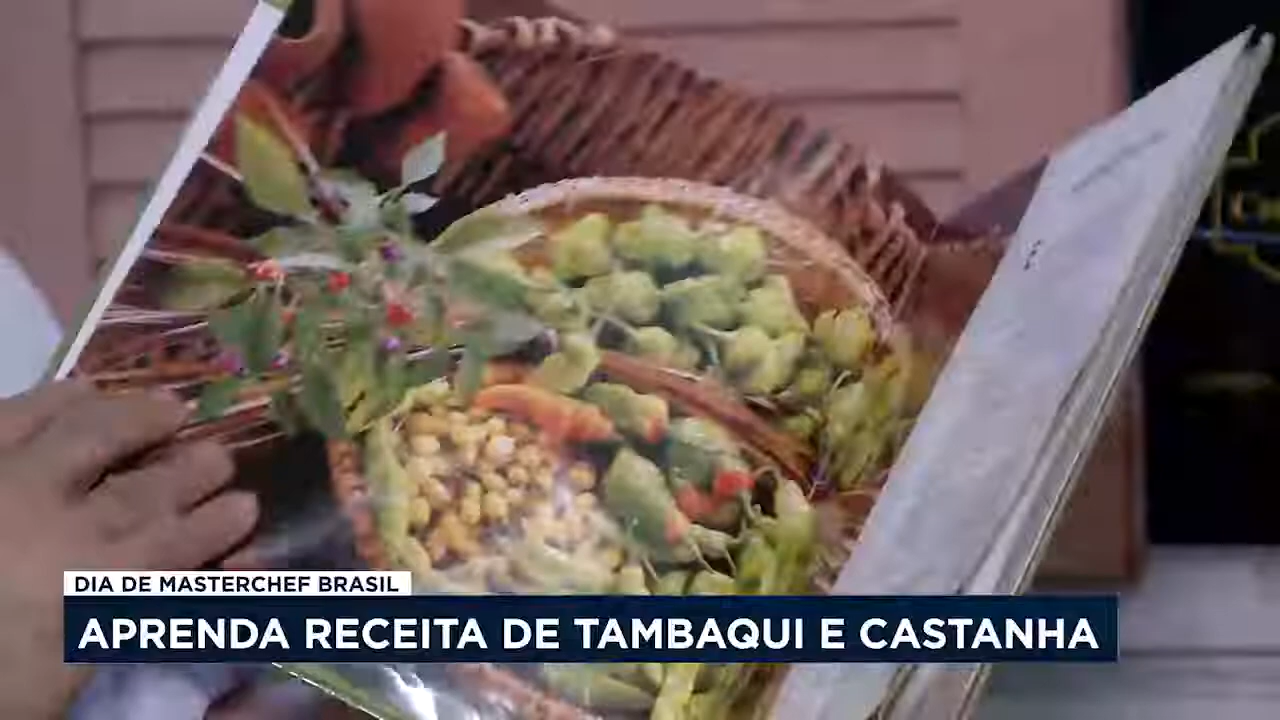 DIA DE MASTERCHEF BRASIL
APRENDA RECEITA DE TAMBAQUI E CASTANHA